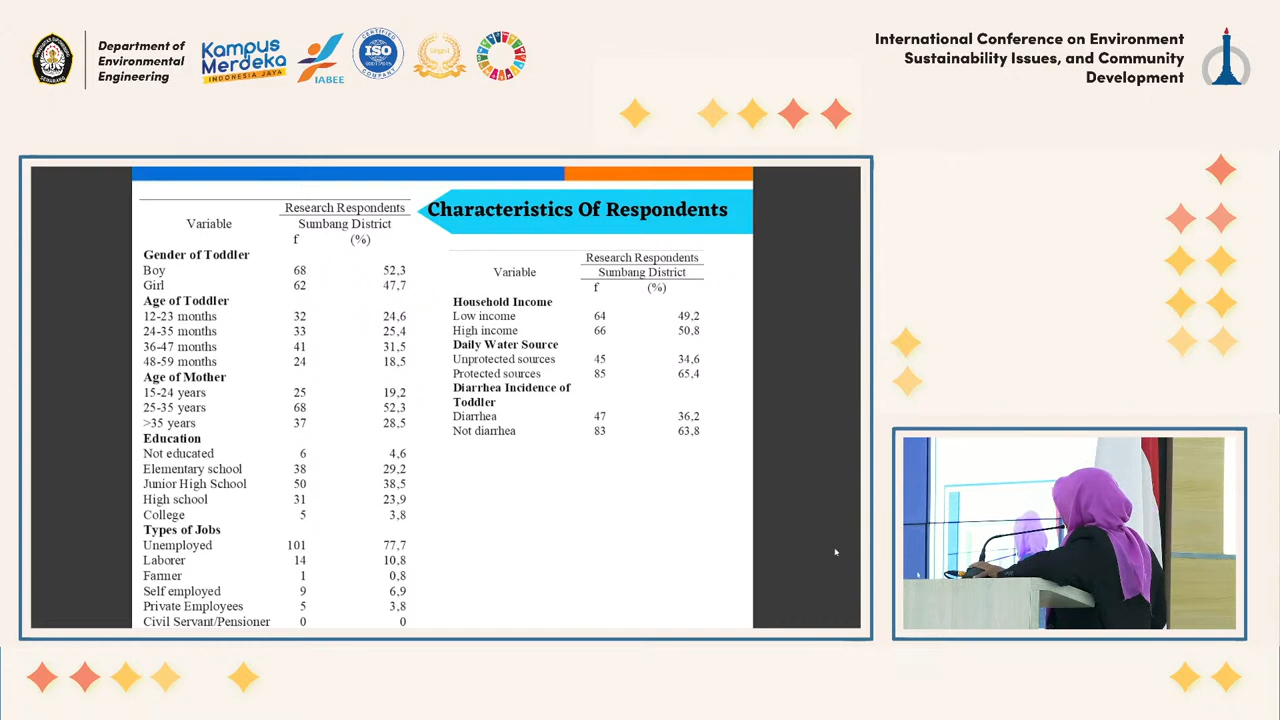 Department of
Environmental
Engineering
Kampus
Merdeka
INDONESIA JAYA
IABEE
CERTIFIED
ISO
COMPANY
International Conference on Environment
Sustainability Issues, and Community
Development
Characteristics Of Respondents
Variable
Research Respondents
Sumbang District
f (%)
Gender of Toddler
Boy 68 52,3
Girl 62 47,7
Age of Toddler
12-23 months 32 24,6
24-35 months 33 25,4
36-47 months 41 31,5
48-59 months 24 18,5
Age of Mother
15-24 years 25 19,2
25-35 years 68 52,3
>35 years 37 28,5
Education
Not educated 6 4,6
Elementary school 38 29,2
Junior High School 50 38,5
High school 31 23,9
College 5 3,8
Types of Jobs
Unemployed 101 77,7
Laborer 14 10,8
Farmer 1 0,8
Self employed 9 6,9
Private Employees 5 3,8
Civil Servant/Pensioner 0 0
Variable
Research Respondents
Sumbang District
f (%)
Household Income
Low income 64 49,2
High income 66 50,8
Daily Water Source
Unprotected sources 45 34,6
Protected sources 85 65,4
Diarrhea Incidence of
Toddler
Diarrhea 47 36,2
Not diarrhea 83 63,8